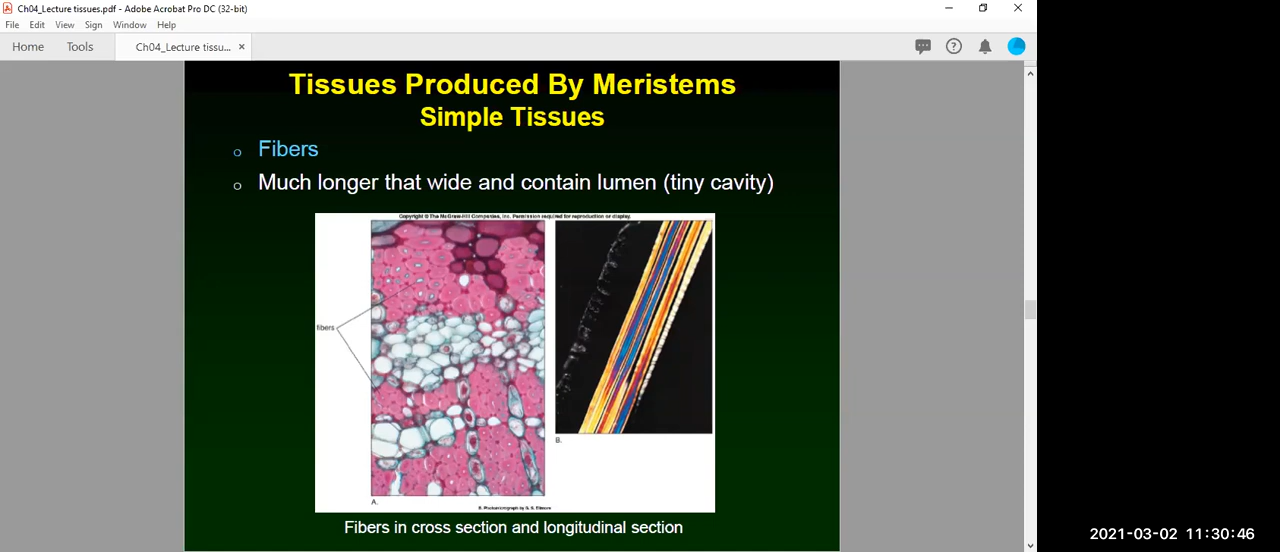 Ch04_Lecture tissues.pdf - Adobe Acrobat Pro DC (32-bit)
File Edit View Sign Window Help
Home Tools Ch04_Lecture tissu... ×
Tissues Produced By Meristems
Simple Tissues
Fibers
Much longer that wide and contain lumen (tiny cavity)
Copyright © The McGraw-Hill Companies, Inc. Permission required for reproduction or display.
fibers
B.
A.
B. Photomicrograph by G. S. Ellmore
Fibers in cross section and longitudinal section
2021-03-02 11:30:46